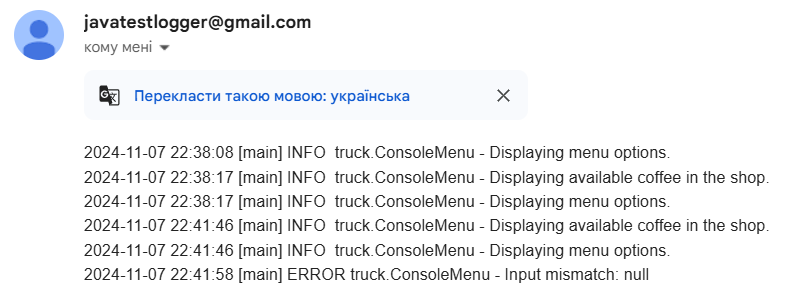 javatestlogger@gmail.com
кому мені
Перекласти такою мовою: українська
2024-11-07 22:38:08 [main] INFO  truck.ConsoleMenu - Displaying menu options.
2024-11-07 22:38:17 [main] INFO  truck.ConsoleMenu - Displaying available coffee in the shop.
2024-11-07 22:38:17 [main] INFO  truck.ConsoleMenu - Displaying menu options.
2024-11-07 22:41:46 [main] INFO  truck.ConsoleMenu - Displaying available coffee in the shop.
2024-11-07 22:41:46 [main] INFO  truck.ConsoleMenu - Displaying menu options.
2024-11-07 22:41:58 [main] ERROR truck.ConsoleMenu - Input mismatch: null